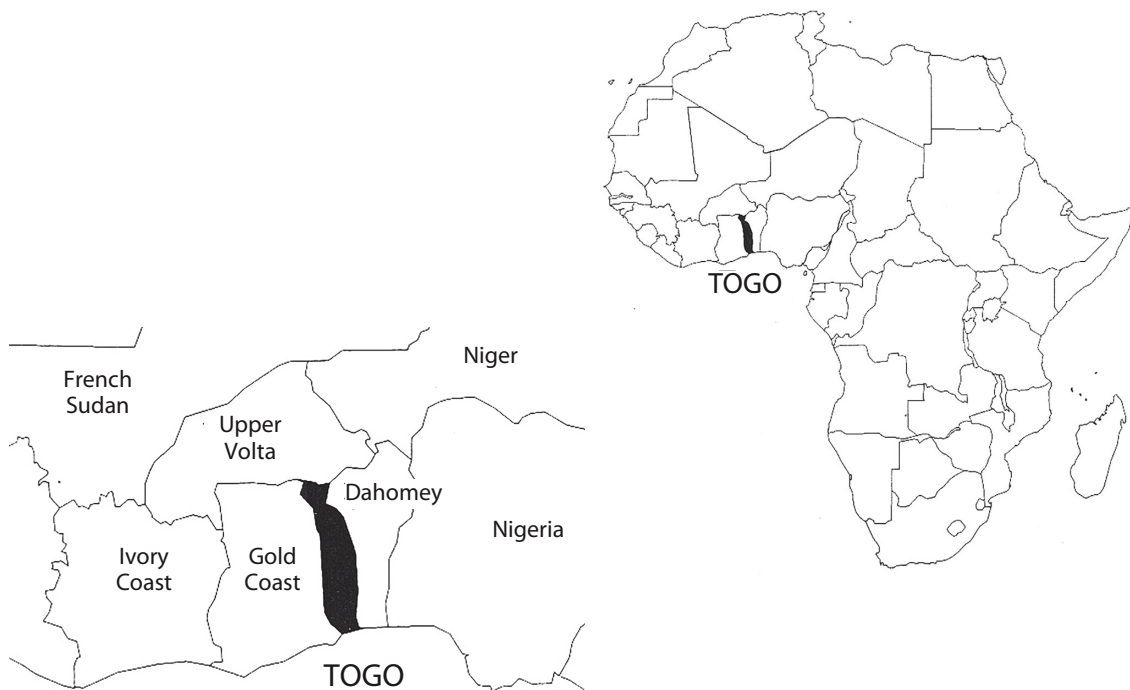 TOGO
Niger
French
Sudan
Upper
Volta
Dahomey
Nigeria
Ivory
Coast
Gold
Coast
TOGO